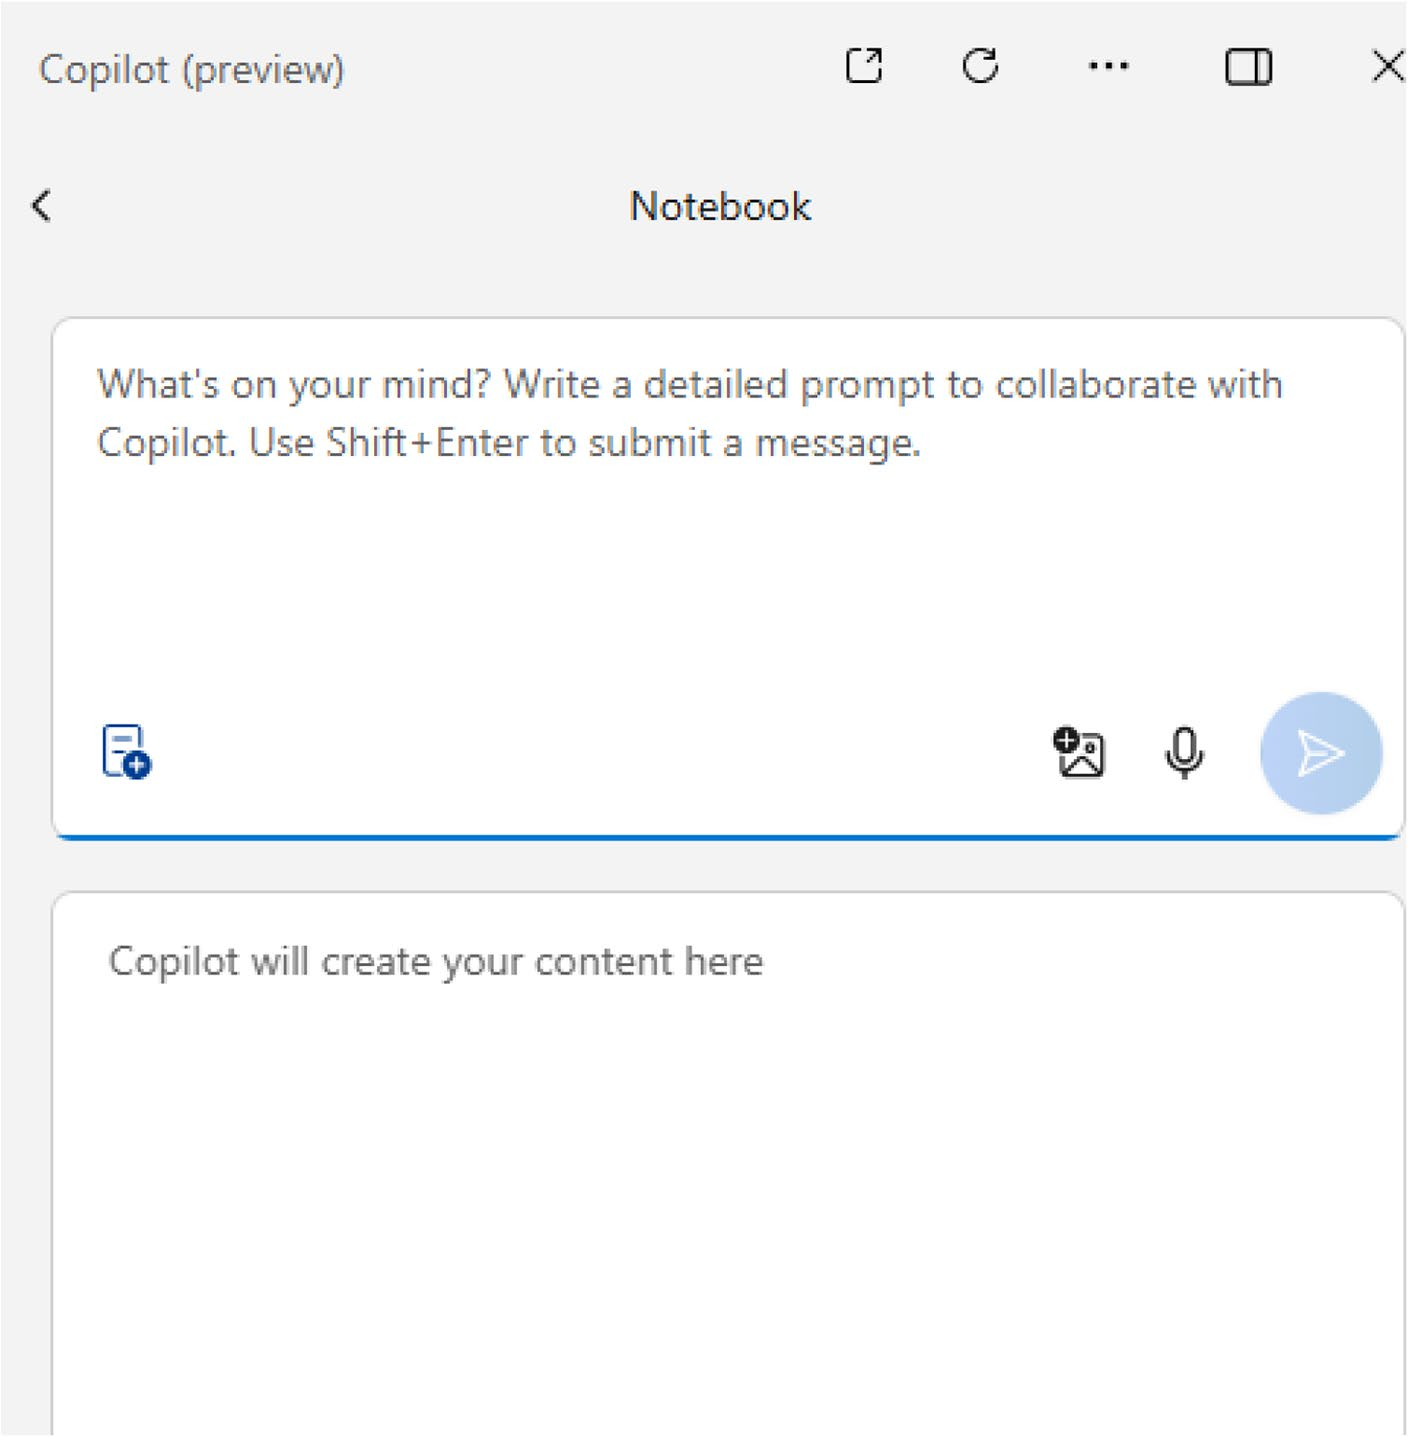 Copilot (preview)
Notebook
What's on your mind? Write a detailed prompt to collaborate with
Copilot. Use Shift+Enter to submit a message.
Copilot will create your content here